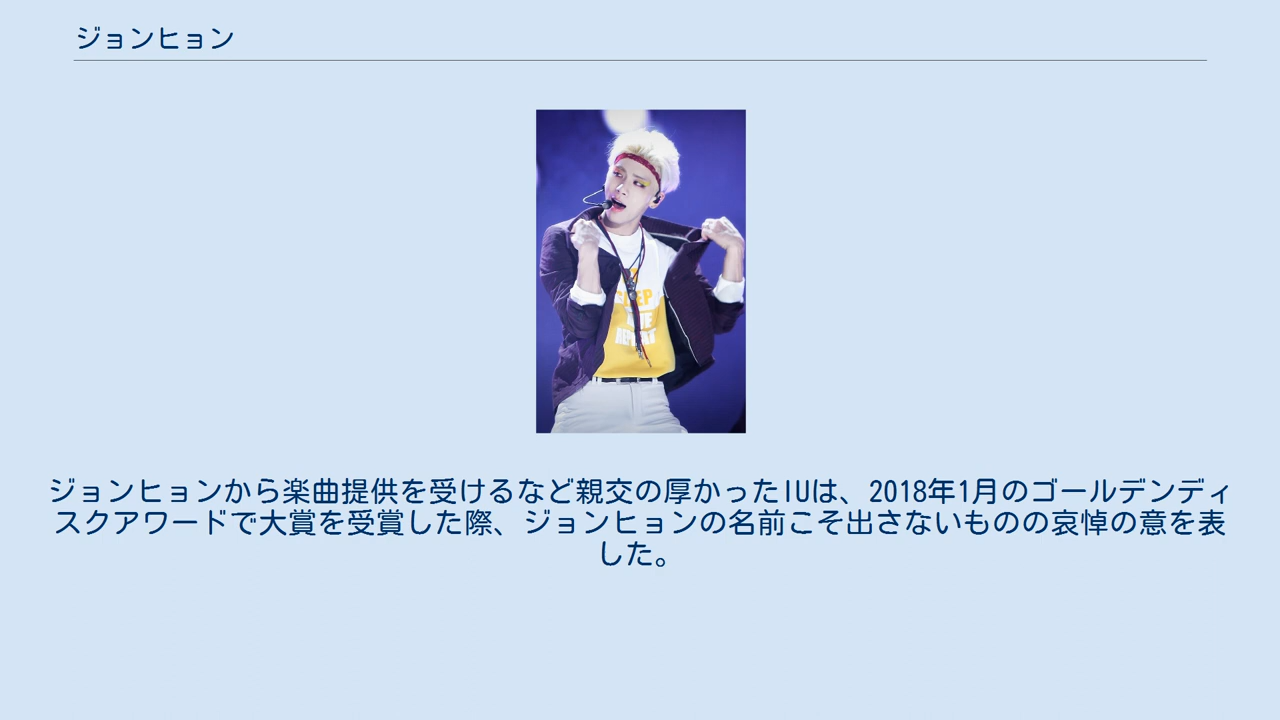 ジョンヒョン
REPEAT
ジョンヒョンから楽曲提供を受けるなど親交の厚かったIUは、2018年1月のゴールデンディ
スクアワードで大賞を受賞した際、ジョンヒョンの名前こそ出さないものの哀悼の意を表
した。